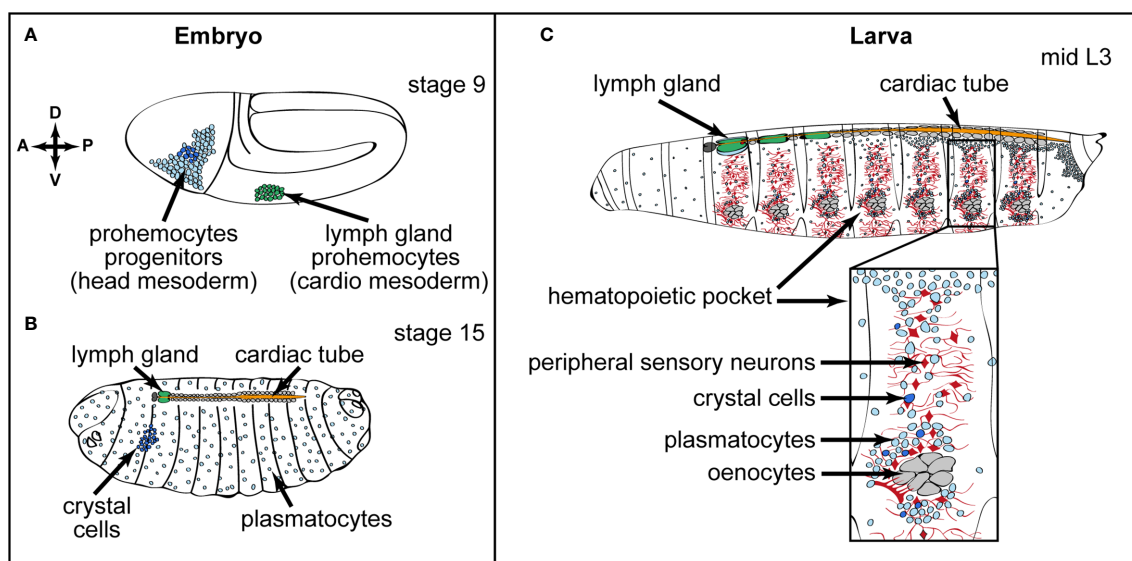 A
Embryo
stage 9
D
A
P
V
prohemocytes
progenitors
(head mesoderm)
lymph gland
prohemocytes
(cardio mesoderm)
B
stage 15
lymph gland
cardiac tube
crystal
cells
plasmatocytes
C
Larva
mid L3
lymph gland
cardiac tube
hematopoietic pocket
peripheral sensory neurons
crystal cells
plasmatocytes
oenocytes